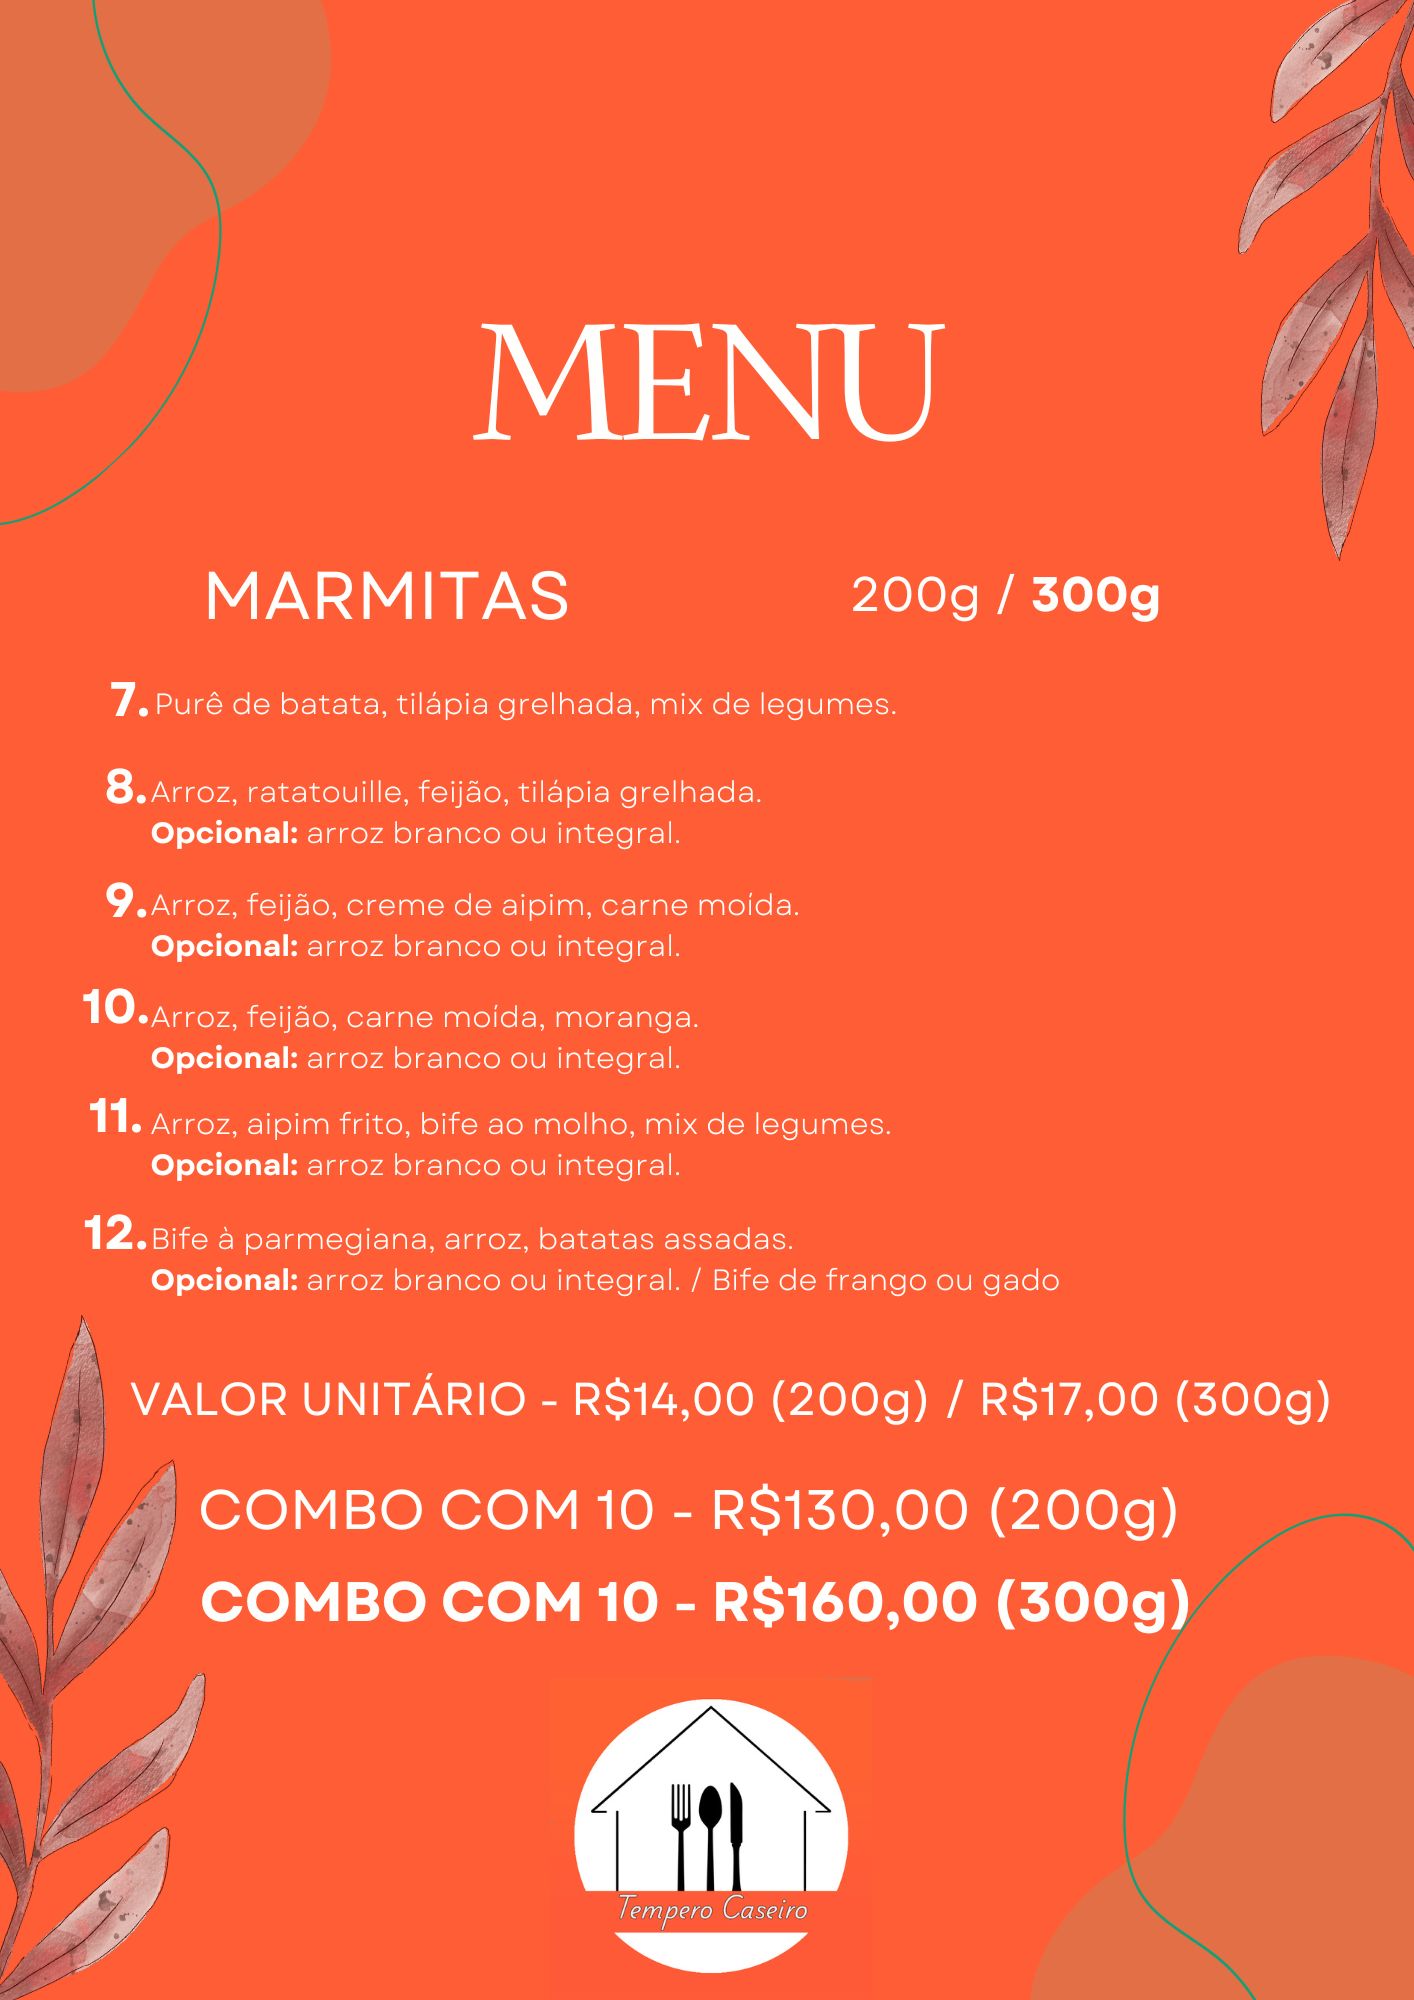 MENU
MARMITAS 200g / 300g
7. Purê de batata, tilápia grelhada, mix de legumes.
8. Arroz, ratatouille, feijão, tilápia grelhada.
Opcional: arroz branco ou integral.
9. Arroz, feijão, creme de aipim, carne moída.
Opcional: arroz branco ou integral.
10. Arroz, feijão, carne moída, moranga.
Opcional: arroz branco ou integral.
11. Arroz, aipim frito, bife ao molho, mix de legumes.
Opcional: arroz branco ou integral.
12. Bife à parmegiana, arroz, batatas assadas.
Opcional: arroz branco ou integral. / Bife de frango ou gado
VALOR UNITÁRIO - R$14,00 (200g) / R$17,00 (300g)
COMBO COM 10 - R$130,00 (200g)
COMBO COM 10 - R$160,00 (300g)
Tempero Caseiro